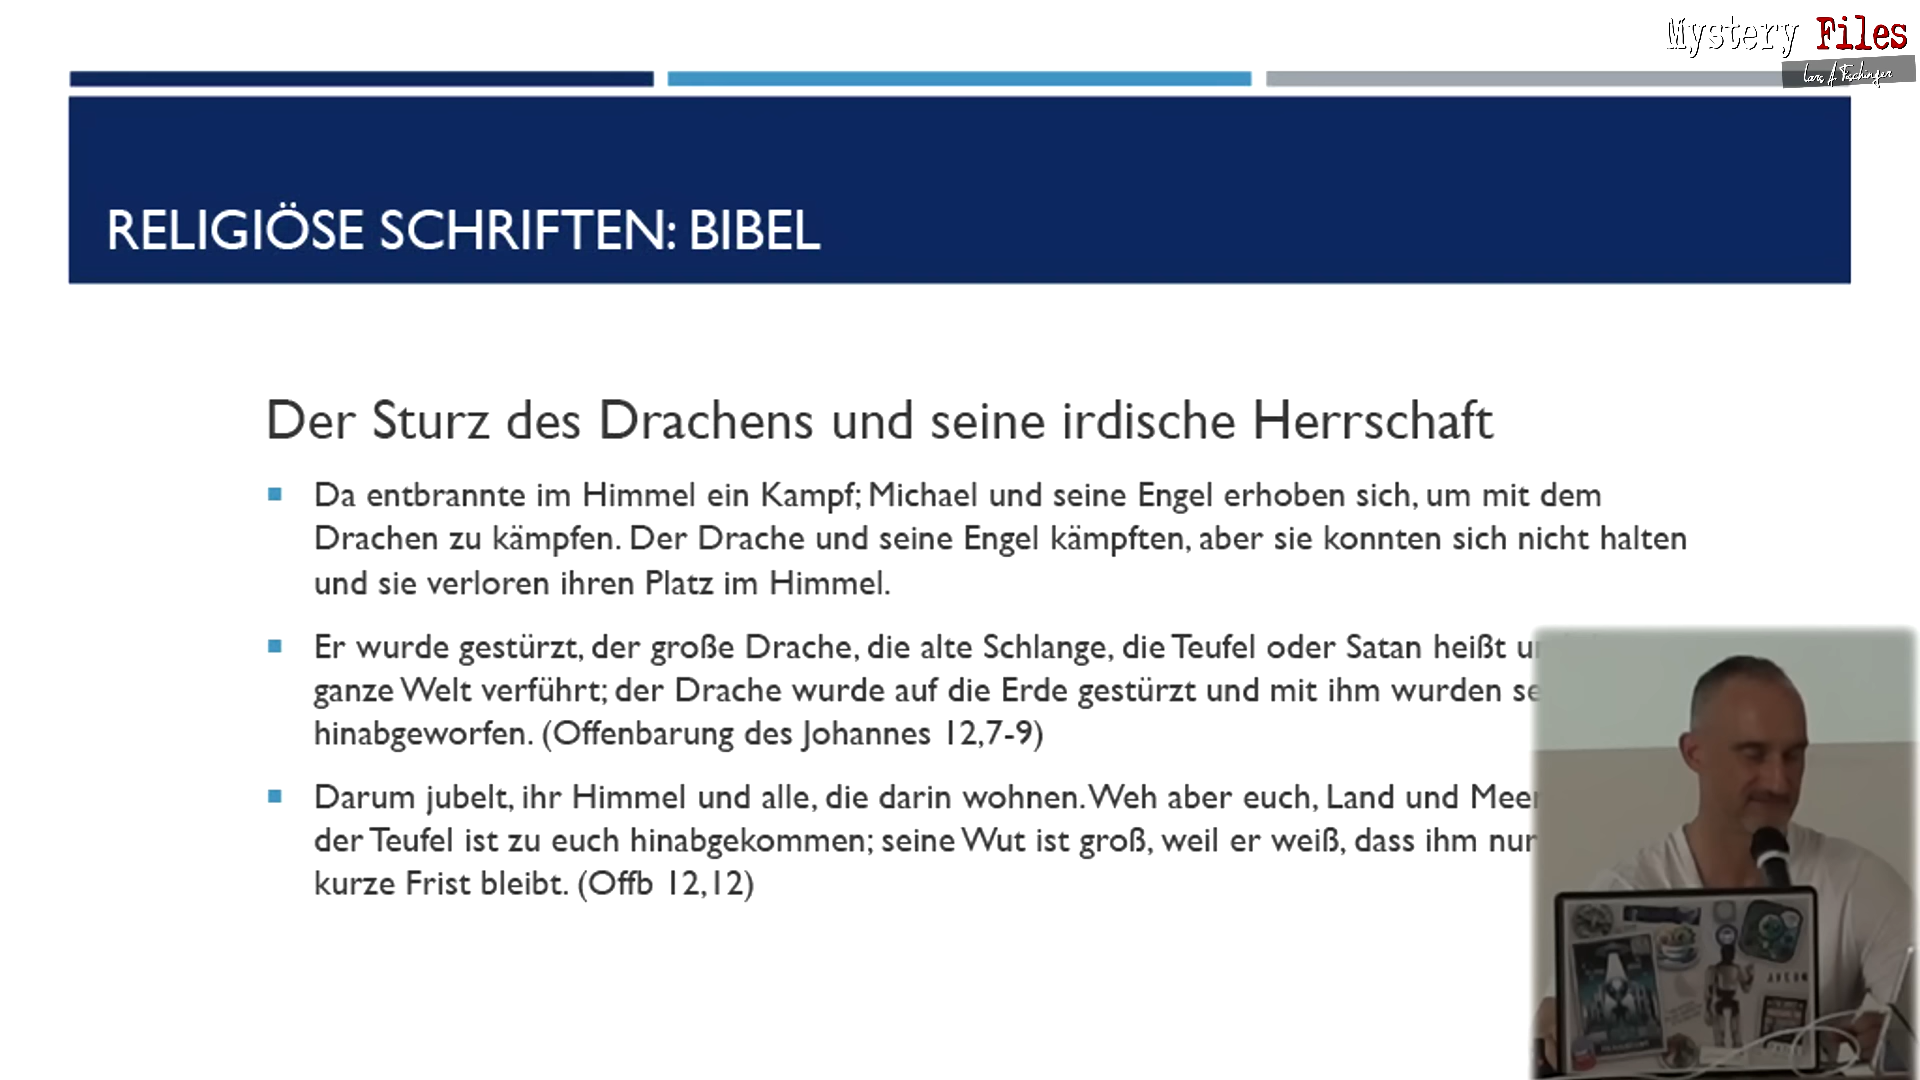 Mystery Files
Lars A. Fischinger
RELIGIÖSE SCHRIFTEN: BIBEL
Der Sturz des Drachens und seine irdische Herrschaft
Da entbrannte im Himmel ein Kampf; Michael und seine Engel erhoben sich, um mit dem
Drachen zu kämpfen. Der Drache und seine Engel kämpften, aber sie konnten sich nicht halten
und sie verloren ihren Platz im Himmel.
Er wurde gestürzt, der große Drache, die alte Schlange, die Teufel oder Satan heißt
ganze Welt verführt; der Drache wurde auf die Erde gestürzt und mit ihm wurden
hinabgeworfen. (Offenbarung des Johannes 12,7-9)
Darum jubelt, ihr Himmel und alle, die darin wohnen. Weh aber euch, Land und Meer
der Teufel ist zu euch hinabgekommen; seine Wut ist groß, weil er weiß, dass ihm nur
kurze Frist bleibt. (Offb 12,12)